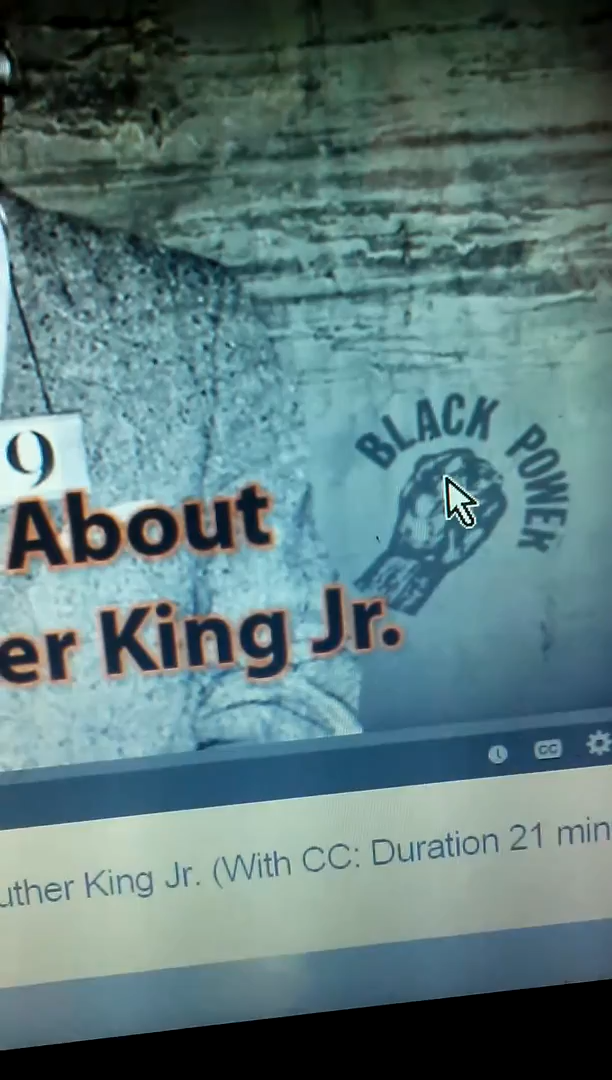 9
BLACK POWER
About
er King Jr.
CC
uther King Jr. (With CC: Duration 21 min